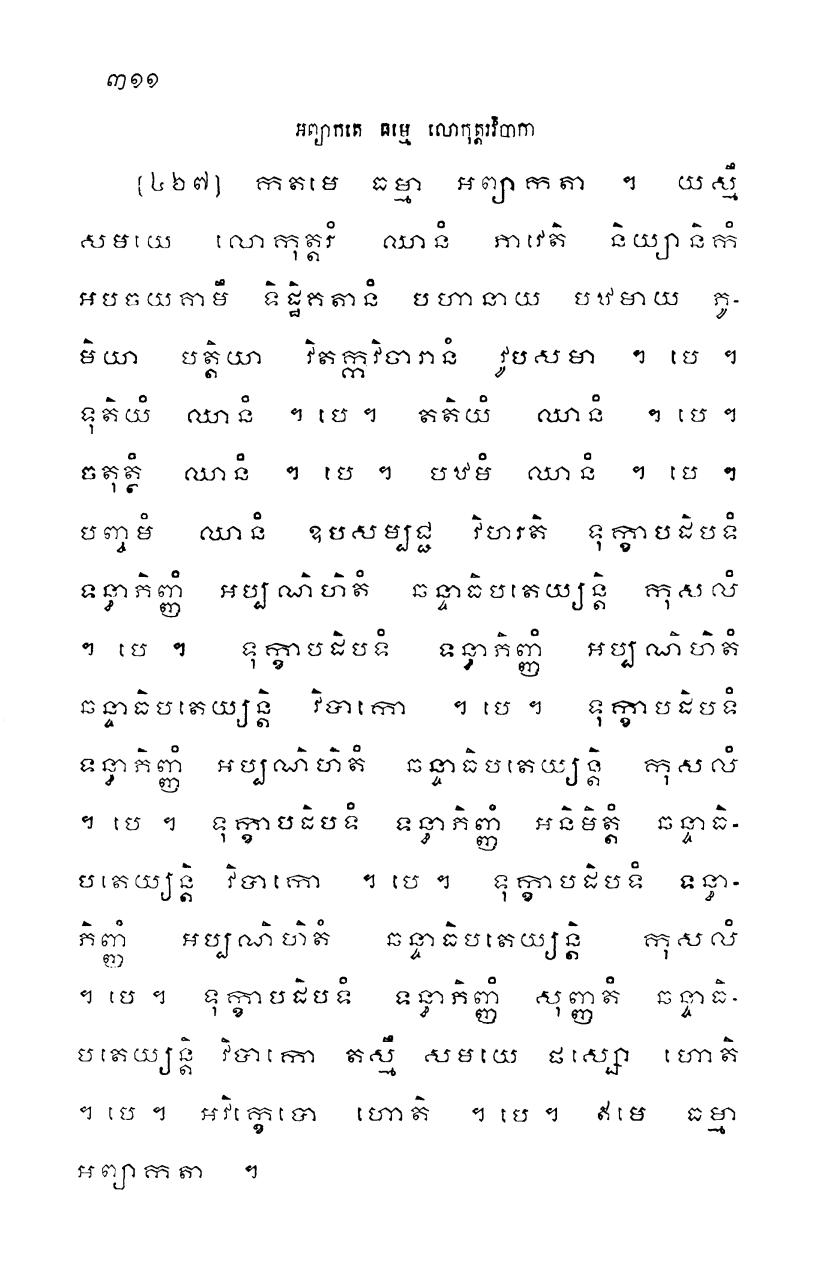 ៣១១
អព្យាកតេ ធម្មេ លោកុត្តរវិបាកា
[៤២៧] កតមេ ធម្មា អព្យាកតា ។ យស្មឹ
សមយេ លោកុត្តរំ ឈានំ ភាវេតិ និយ្យានិកំ
អបចយគាមឹ ទិដ្ឋិគតានំ បហានាយ បឋមាយ ភូ-
មិយា បត្តិយា វិតក្កវិចារានំ វូបសមា ។ បេ ។
ទុតិយំ ឈានំ ។ បេ ។ តតិយំ ឈានំ ។ បេ ។
ចតុត្ថំ ឈានំ ។ បេ ។ បឋមំ ឈានំ ។ បេ ។
បញ្ចមំ ឈានំ ឧបសម្បជ្ជ វិហរតិ ទុក្ខាបដិបទំ
ទន្ធាភិញ្ញំ អប្បណិហិតំ ឆន្ទាធិបតេយ្យន្តិ កុសលំ
។ បេ ។ ទុក្ខាបដិបទំ ទន្ធាភិញ្ញំ អប្បណិហិតំ
ឆន្ទាធិបតេយ្យន្តិ វិបាកោ ។ បេ ។ ទុក្ខាបដិបទំ
ទន្ធាភិញ្ញំ អប្បណិហិតំ ឆន្ទាធិបតេយ្យន្តិ កុសលំ
។ បេ ។ ទុក្ខាបដិបទំ ទន្ធាភិញ្ញំ អនិមិត្តំ ឆន្ទាធិ-
បតេយ្យន្តិ វិបាកោ ។ បេ ។ ទុក្ខាបដិបទំ ទន្ធា-
ភិញ្ញំ អប្បណិហិតំ ឆន្ទាធិបតេយ្យន្តិ កុសលំ
។ បេ ។ ទុក្ខាបដិបទំ ទន្ធាភិញ្ញំ សុញ្ញតំ ឆន្ទាធិ-
បតេយ្យន្តិ វិបាកោ តស្មឹ សមយេ ផស្សោ ហោតិ
។ បេ ។ អវិក្ខេបោ ហោតិ ។ បេ ។ ឥមេ ធម្មា
អព្យាកតា ។